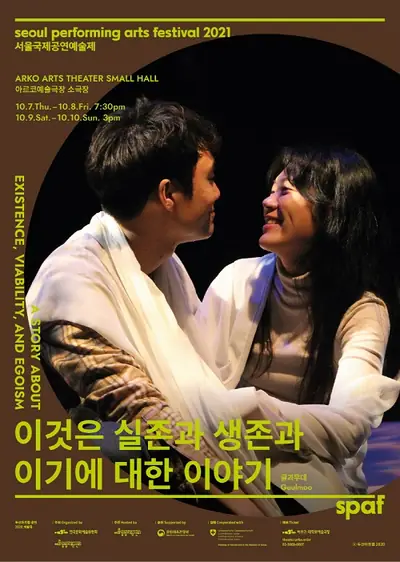 seoul performing arts festival 2021
서울국제공연예술제
ARKO ARTS THEATER SMALL HALL
아르코예술극장 소극장
10.7.Thu. – 10.8.Fri. 7:30pm
10.9.Sat. – 10.10.Sun. 3pm
A STORY ABOUT
EXISTENCE, VIABILITY, AND EGOISM
이것은 실존과 생존과
이기에 대한 이야기
글과무대
Geulmoo
spaf